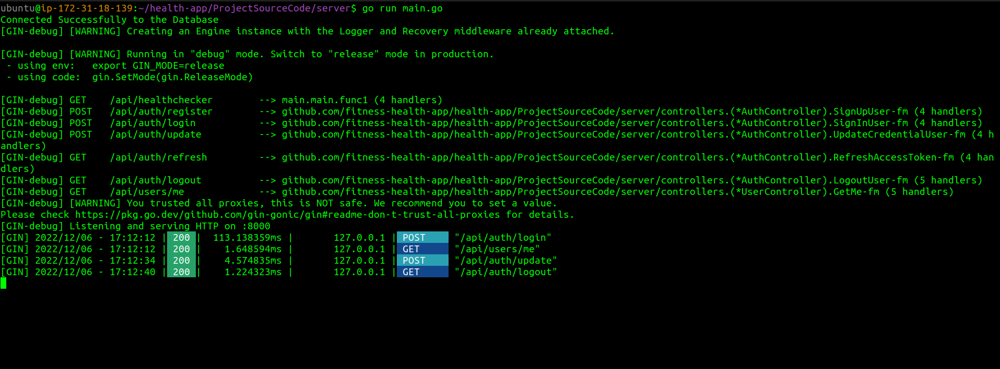 ubuntu@ip-172-31-18-139:~/health-app/ProjectSourceCode/server$ go run main.go
Connected Successfully to the Database
[GIN-debug] [WARNING] Creating an Engine instance with the Logger and Recovery middleware already attached.
[GIN-debug] [WARNING] Running in "debug" mode. Switch to "release" mode in production.
 - using env:   export GIN_MODE=release
 - using code:  gin.SetMode(gin.ReleaseMode)
[GIN-debug] GET    /api/healthchecker        --> main.main.func1 (4 handlers)
[GIN-debug] POST   /api/auth/register        --> github.com/fitness-health-app/health-app/ProjectSourceCode/server/controllers.(*AuthController).SignUpUser-fm (4 handlers)
[GIN-debug] POST   /api/auth/login           --> github.com/fitness-health-app/health-app/ProjectSourceCode/server/controllers.(*AuthController).SignInUser-fm (4 handlers)
[GIN-debug] POST   /api/auth/update          --> github.com/fitness-health-app/health-app/ProjectSourceCode/server/controllers.(*AuthController).UpdateCredentialUser-fm (4 h
andlers)
[GIN-debug] GET    /api/auth/refresh         --> github.com/fitness-health-app/health-app/ProjectSourceCode/server/controllers.(*AuthController).RefreshAccessToken-fm (4 han
dlers)
[GIN-debug] GET    /api/auth/logout          --> github.com/fitness-health-app/health-app/ProjectSourceCode/server/controllers.(*AuthController).LogoutUser-fm (5 handlers)
[GIN-debug] GET    /api/users/me             --> github.com/fitness-health-app/health-app/ProjectSourceCode/server/controllers.(*UserController).GetMe-fm (5 handlers)
[GIN-debug] [WARNING] You trusted all proxies, this is NOT safe. We recommend you to set a value.
Please check https://pkg.go.dev/github.com/gin-gonic/gin#readme-don-t-trust-all-proxies for details.
[GIN-debug] Listening and serving HTTP on :8000
[GIN] 2022/12/06 - 17:12:12 | 200 |  113.138359ms |       127.0.0.1 | POST     "/api/auth/login"
[GIN] 2022/12/06 - 17:12:12 | 200 |    1.648594ms |       127.0.0.1 | GET      "/api/users/me"
[GIN] 2022/12/06 - 17:12:34 | 200 |    4.574835ms |       127.0.0.1 | POST     "/api/auth/update"
[GIN] 2022/12/06 - 17:12:40 | 200 |    1.224323ms |       127.0.0.1 | GET      "/api/auth/logout"